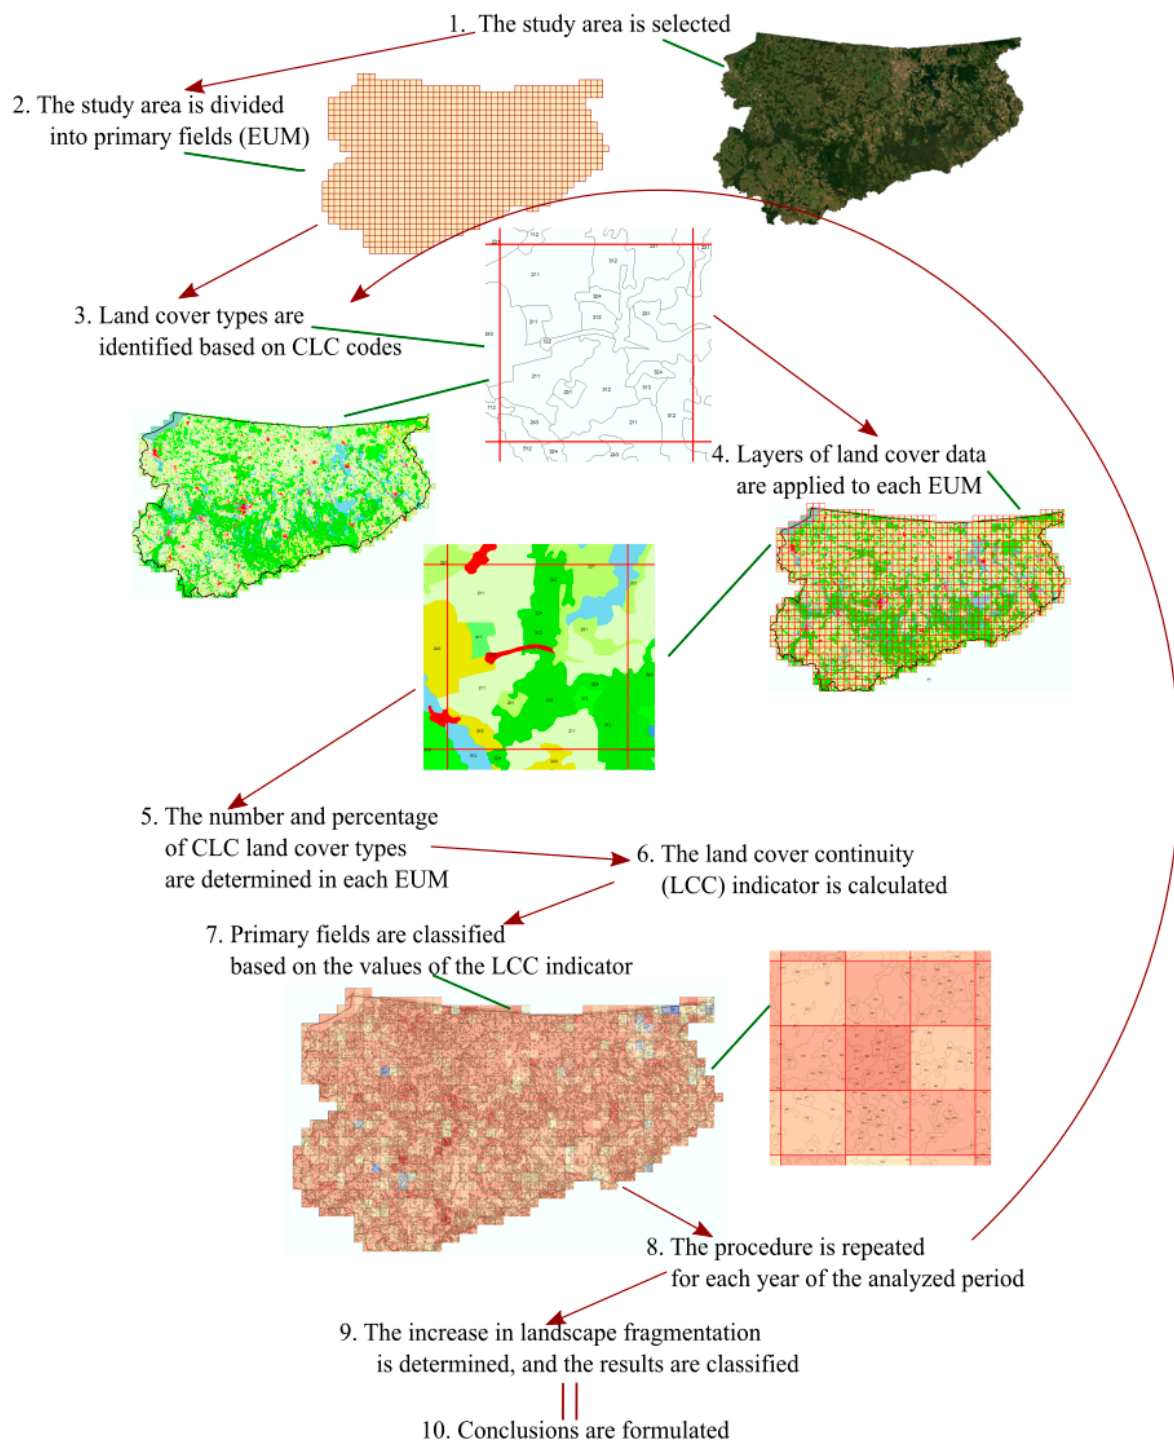 1. The study area is selected
2. The study area is divided
into primary fields (EUM)
3. Land cover types are
identified based on CLC codes
4. Layers of land cover data
are applied to each EUM
5. The number and percentage
of CLC land cover types
are determined in each EUM
6. The land cover continuity
(LCC) indicator is calculated
7. Primary fields are classified
based on the values of the LCC indicator
8. The procedure is repeated
for each year of the analyzed period
9. The increase in landscape fragmentation
is determined, and the results are classified
10. Conclusions are formulated